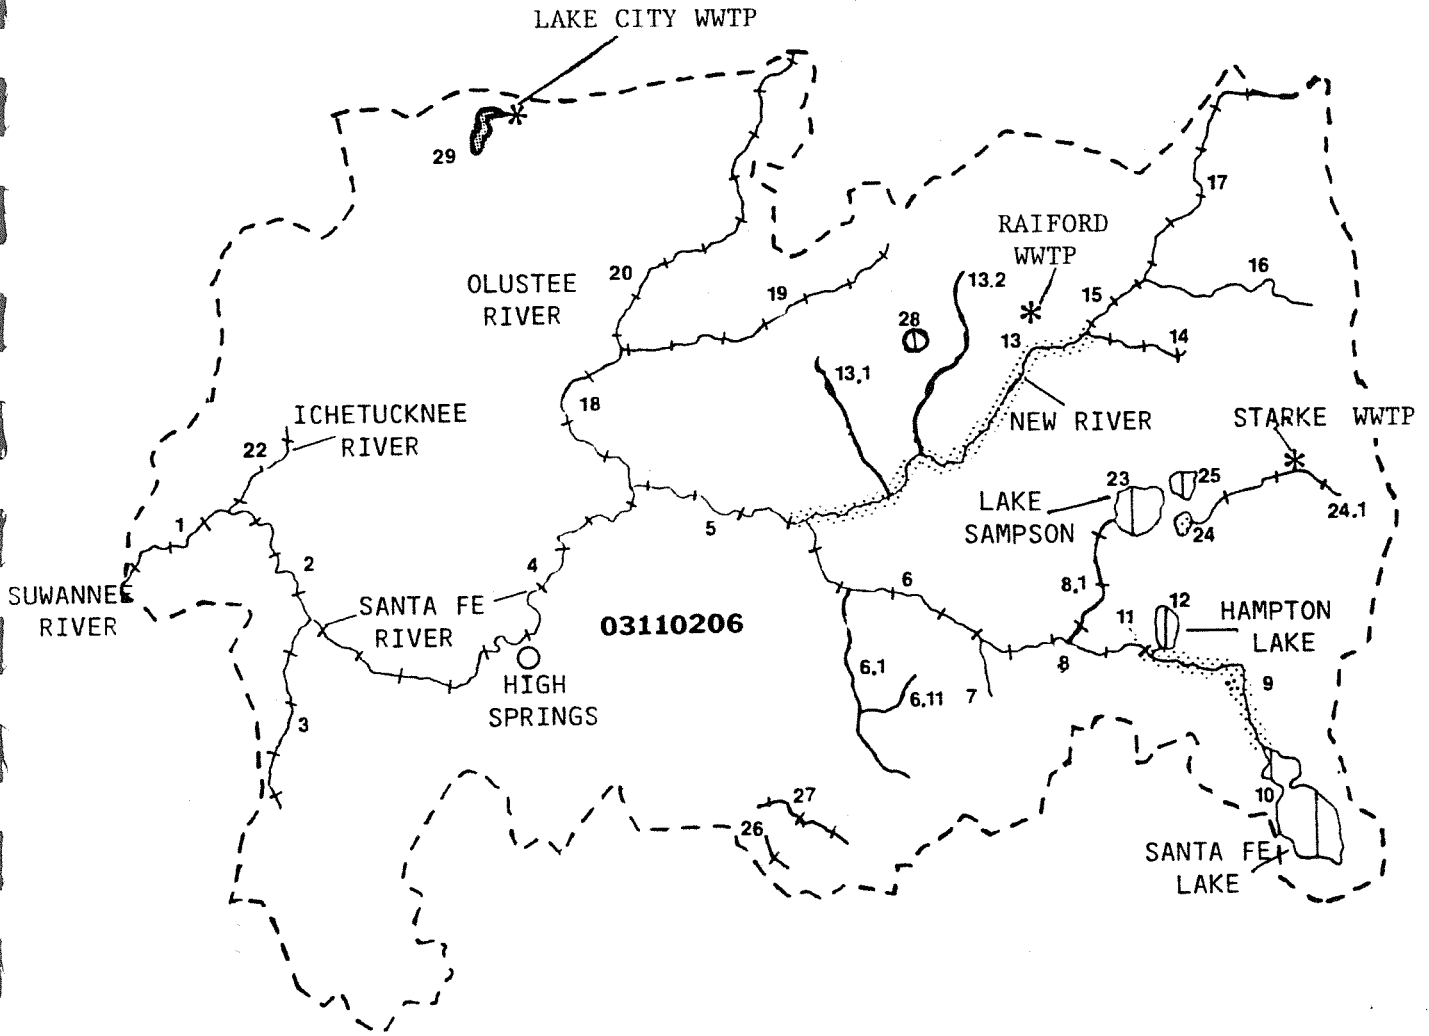 LAKE CITY WWTP
29
17
RAIFORD
WWTP
16
20
OLUSTEE
RIVER
19
13.2
15
28
13
14
13.1
18
ICHETUCKNEE
RIVER
22
NEW RIVER
STARKE WWTP
23
25
LAKE
SAMPSON
24
24.1
1
5
2
4
6
8.1
SUWANNEE
RIVER
SANTA FE
RIVER
03110206
11
12
HAMPTON
LAKE
8
9
6.1
6.11
7
HIGH
SPRINGS
3
10
27
26
SANTA FE
LAKE